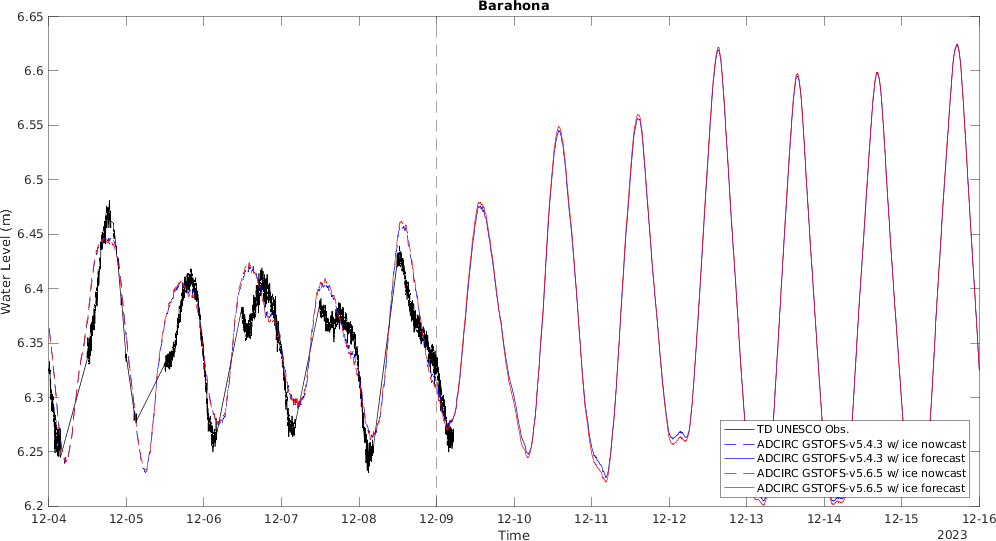 Barahona
6.65
6.6
6.55
6.5
6.45
6.4
6.35
6.3
6.25
6.2
Water Level (m)
TD UNESCO Obs.
ADCIRC GSTOFS-v5.4.3 w/ ice nowcast
ADCIRC GSTOFS-v5.4.3 w/ ice forecast
ADCIRC GSTOFS-v5.6.5 w/ ice nowcast
ADCIRC GSTOFS-v5.6.5 w/ ice forecast
12-04 12-05 12-06 12-07 12-08 12-09 12-10 12-11 12-12 12-13 12-14 12-15 12-16
Time
2023